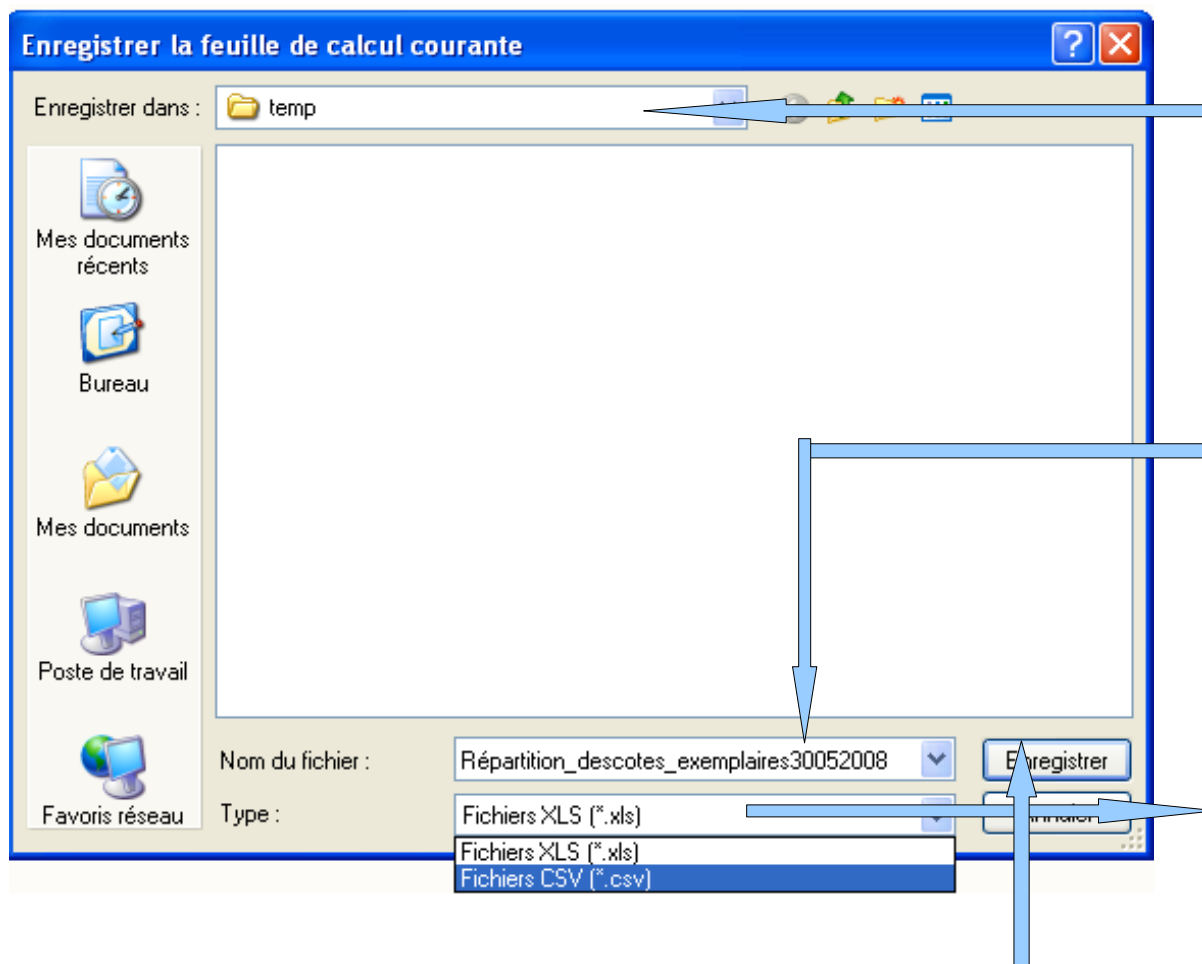 Enregistrer la feuille de calcul courante
Enregistrer dans :
temp
Mes documents
récents
Bureau
Mes documents
Poste de travail
Favoris réseau
Nom du fichier :
Répartition_descotes_exemplaires30052008
Enregistrer
Type :
Fichiers XLS (*.xls)
Annuler
Fichiers XLS (*.xls)
Fichiers CSV (*.csv)